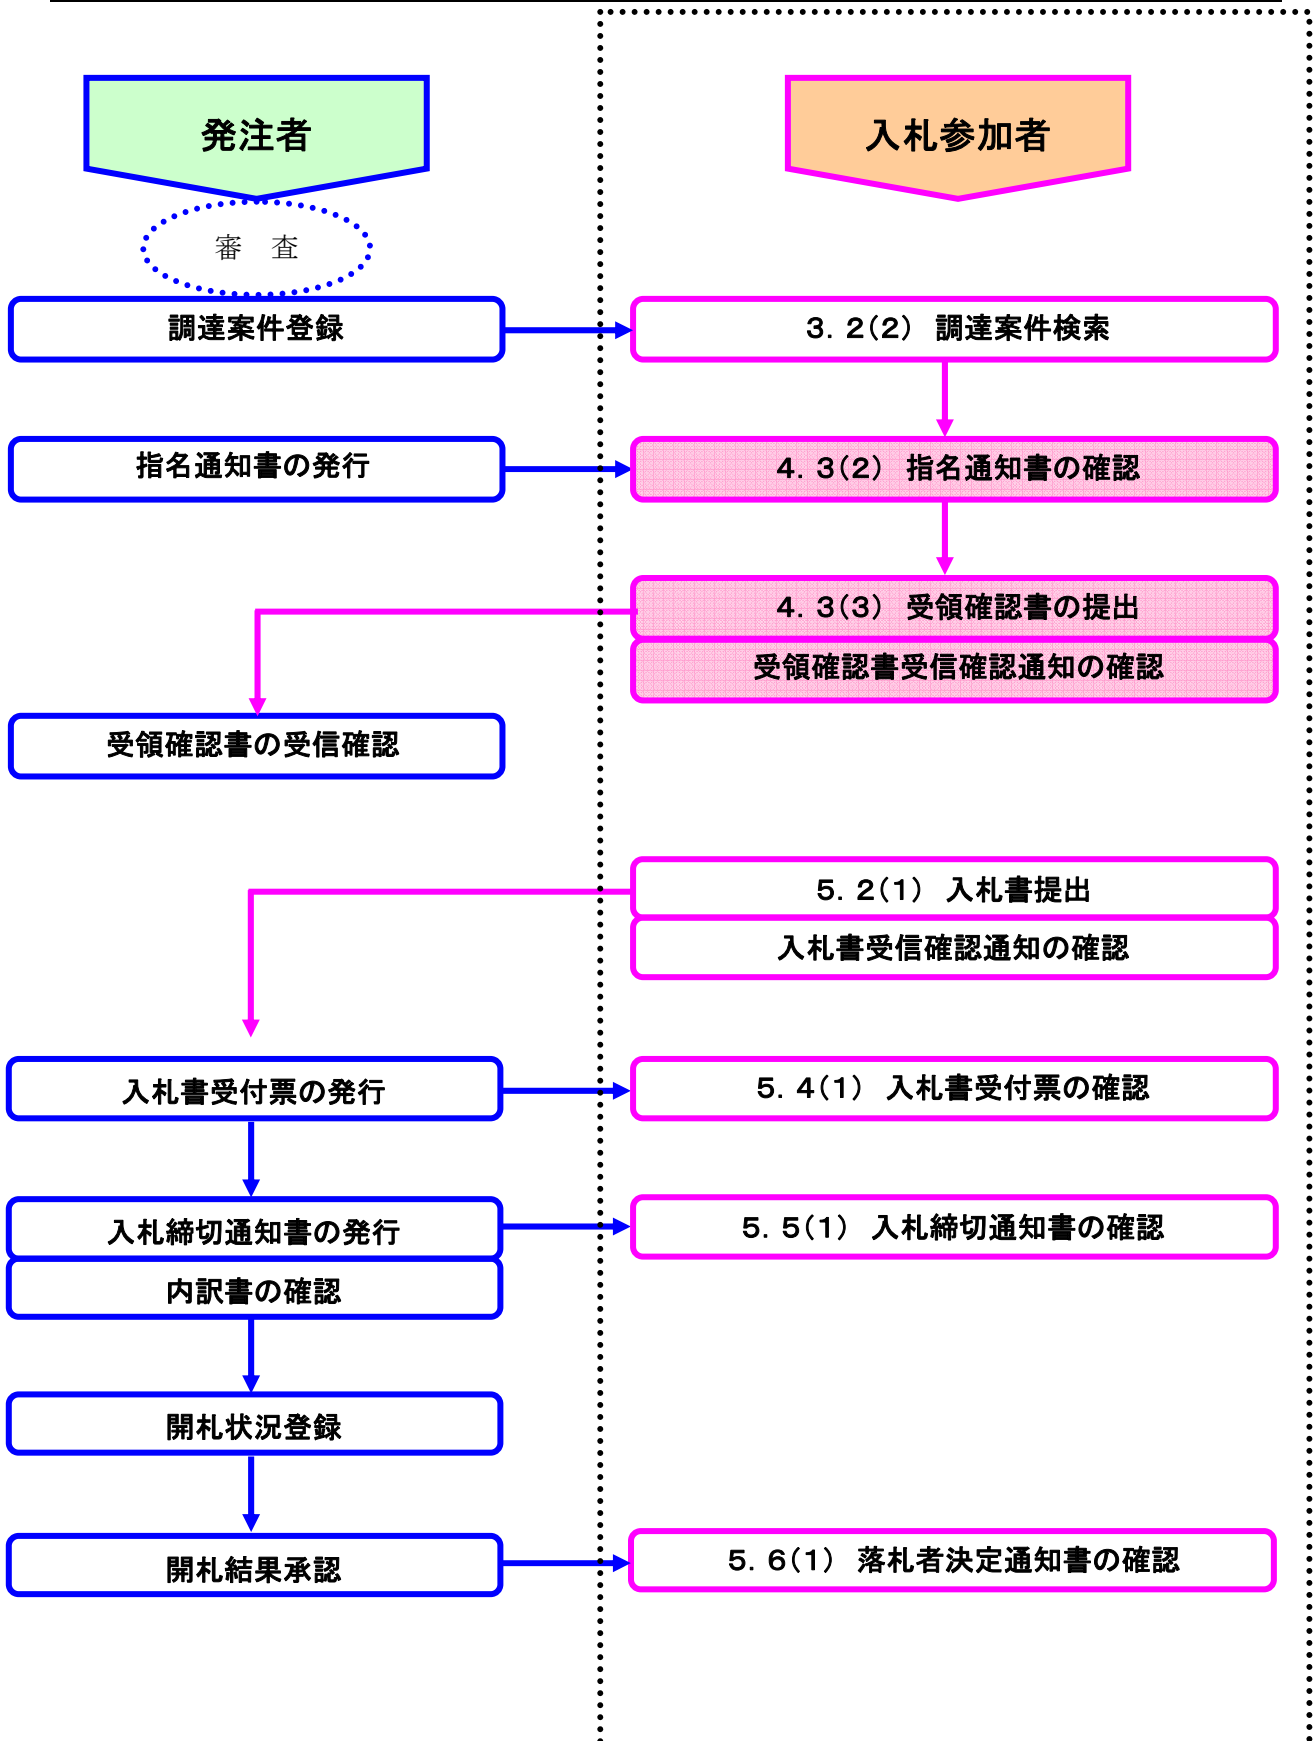 発注者
入札参加者
審 査
調達案件登録
3．2(2) 調達案件検索
指名通知書の発行
4．3(2) 指名通知書の確認
4．3(3) 受領確認書の提出
受領確認書受信確認通知の確認
受領確認書の受信確認
5．2(1) 入札書提出
入札書受信確認通知の確認
入札書受付票の発行
5．4(1) 入札書受付票の確認
入札締切通知書の発行
5．5(1) 入札締切通知書の確認
内訳書の確認
開札状況登録
開札結果承認
5．6(1) 落札者決定通知書の確認